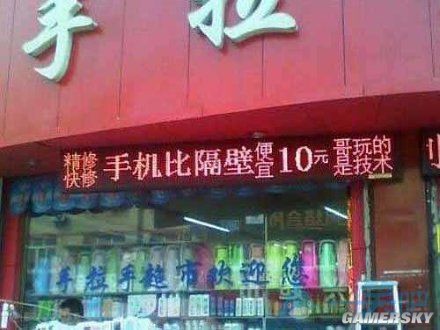 手拉
精修
快修
手机比隔壁
便
宜
10元
哥玩的
是技术
手拉手超市欢迎您
GAMERSKY